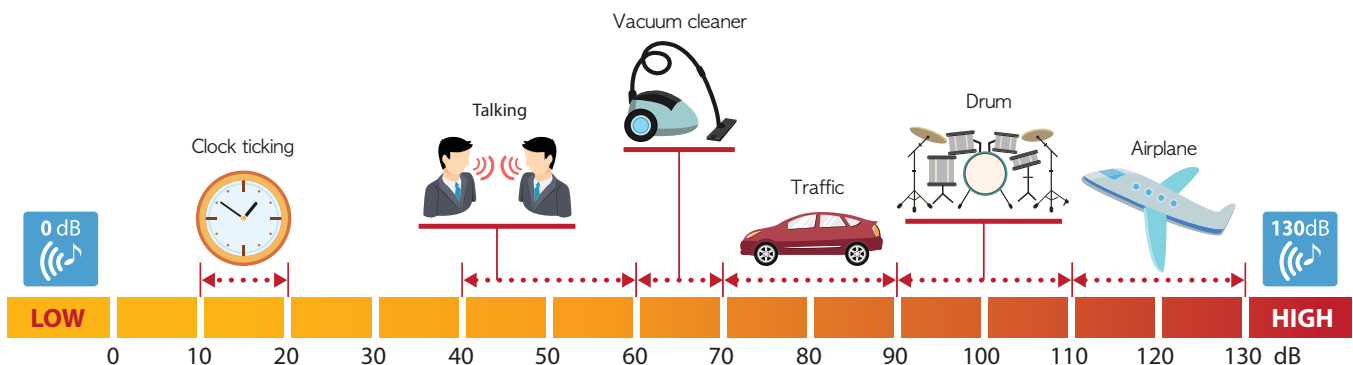 Vacuum cleaner
Talking
Drum
Clock ticking
Airplane
Traffic
0 dB
130dB
LOW
HIGH
0 10 20 30 40 50 60 70 80 90 100 110 120 130 dB